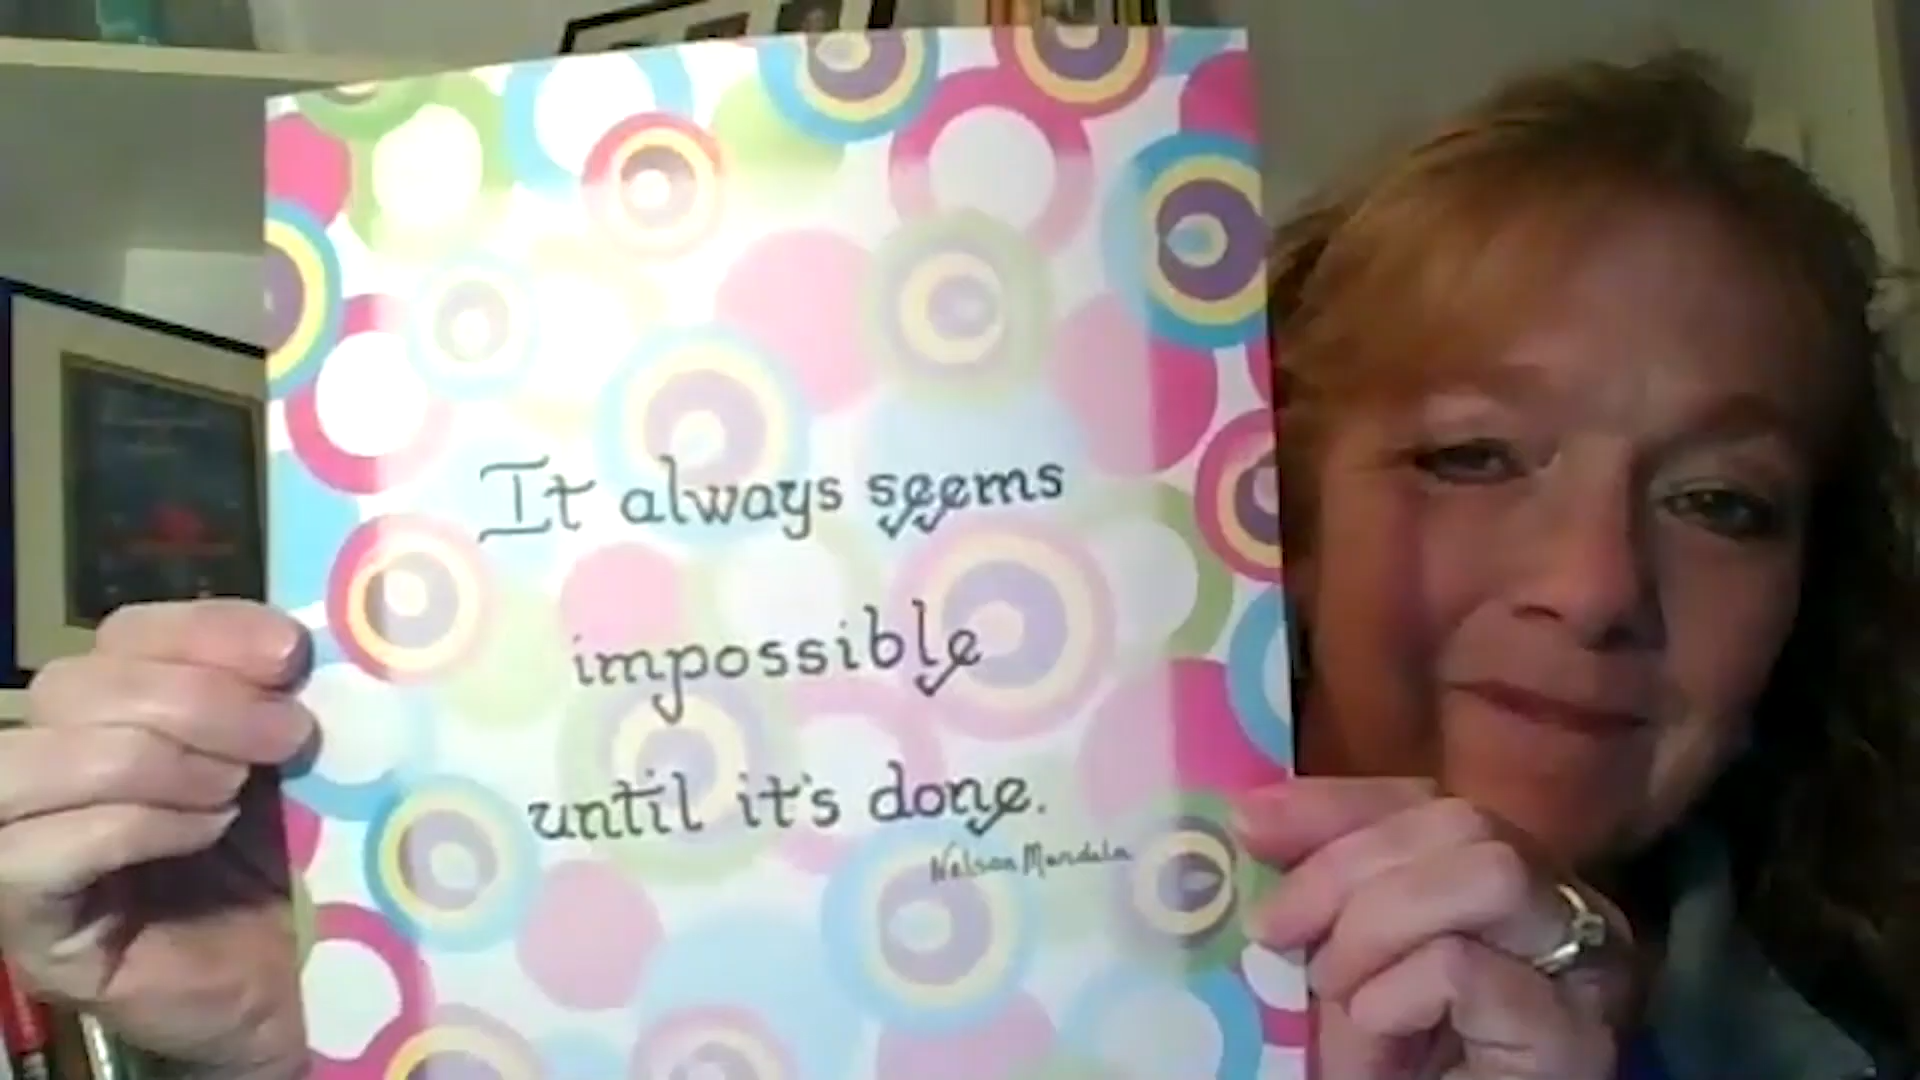 It always seems
impossible
until it's done.
Nelson Mandela